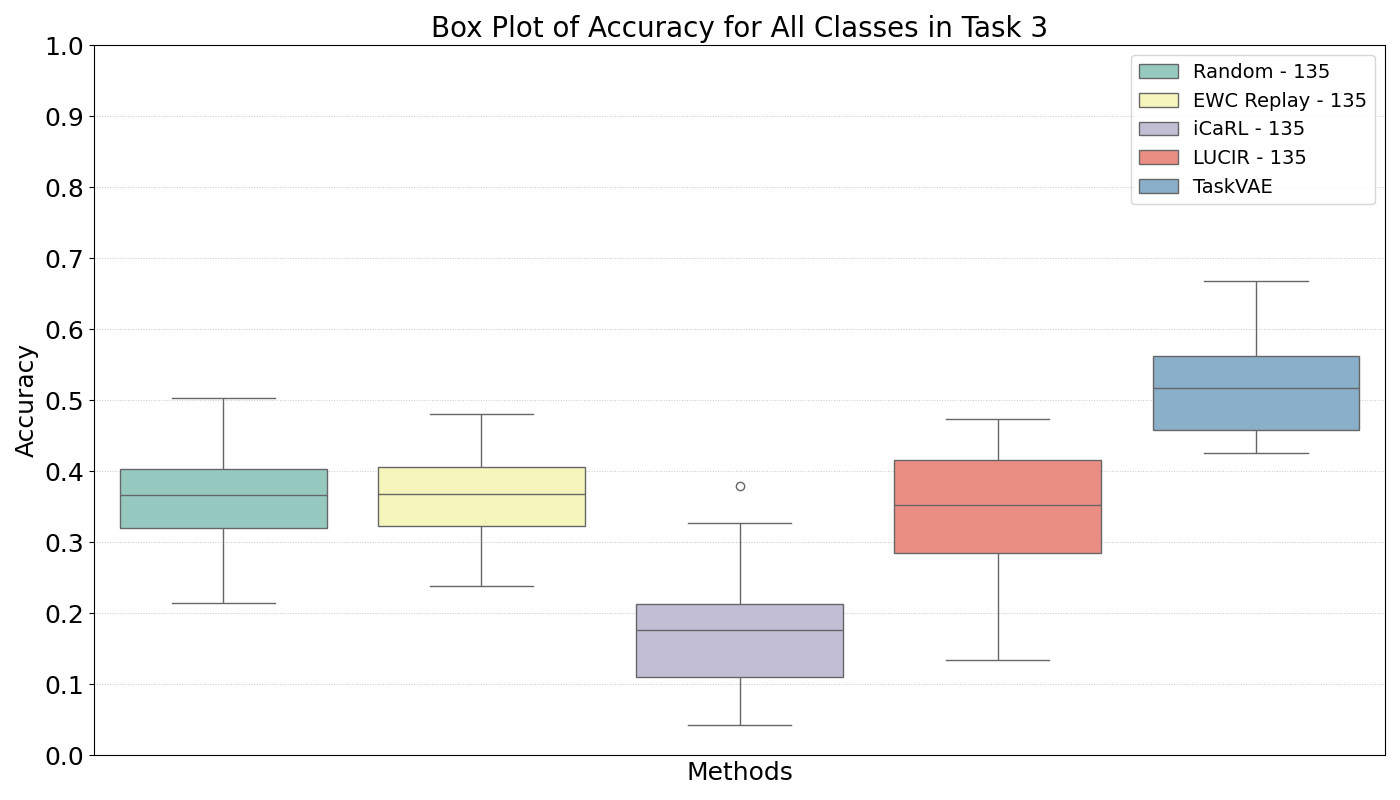 Box Plot of Accuracy for All Classes in Task 3
1.0
0.9
0.8
0.7
0.6
0.5
0.4
0.3
0.2
0.1
0.0
Accuracy
Methods
Random - 135
EWC Replay - 135
iCaRL - 135
LUCIR - 135
TaskVAE